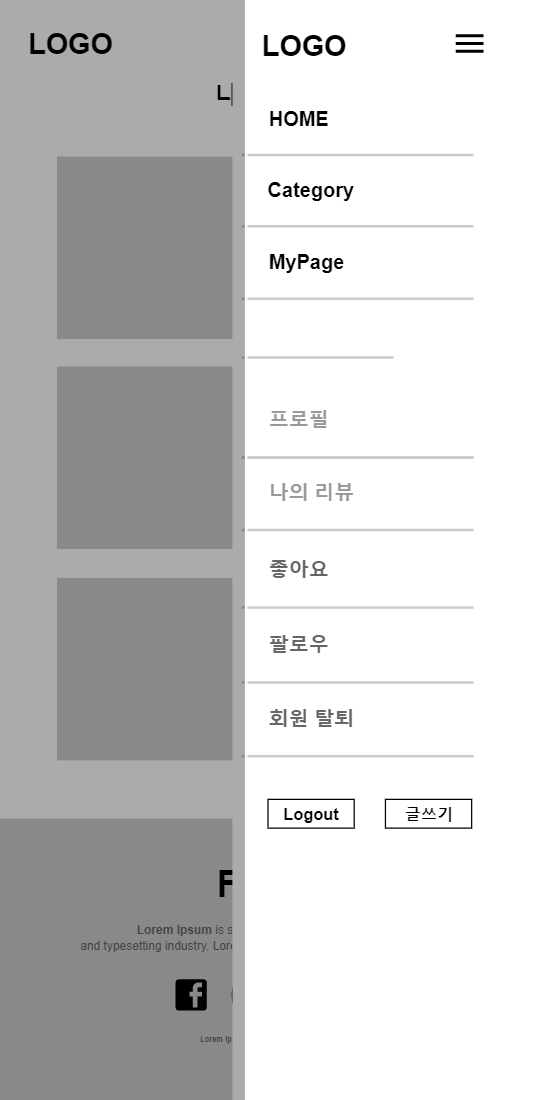 LOGO
LOGO
HOME
Category
MyPage
프로필
나의 리뷰
좋아요
팔로우
회원 탈퇴
Logout
글쓰기
F
Lorem Ipsum is s
and typesetting industry. Lore
Lorem Ip